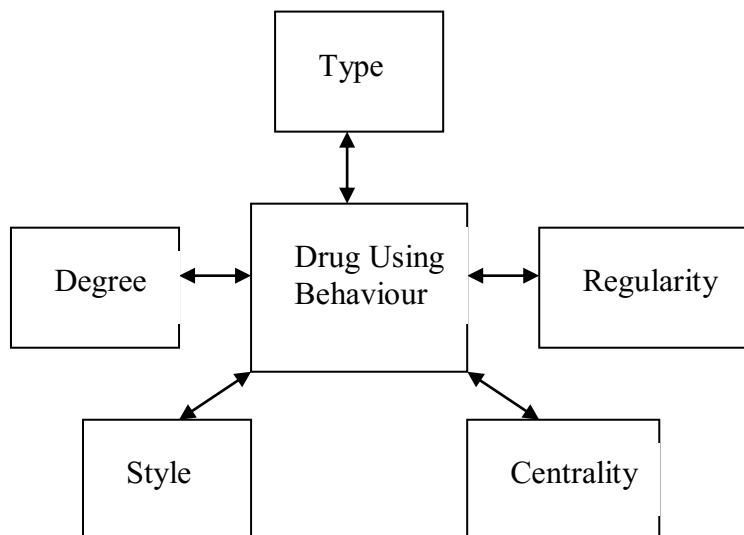 Type
Drug Using
Behaviour
Degree
Regularity
Style
Centrality